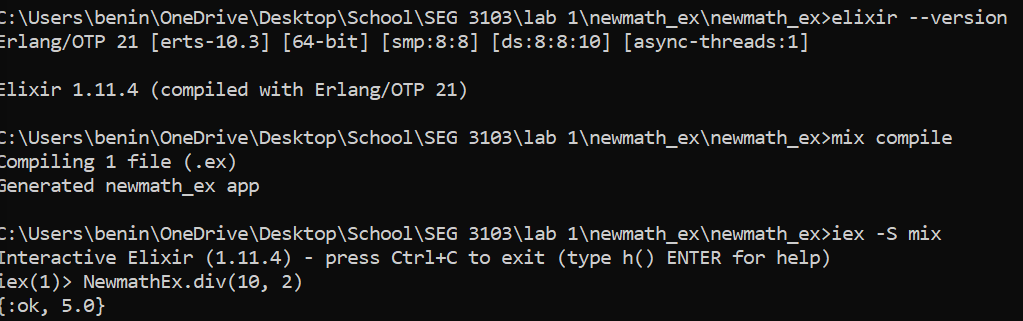 C:\Users\benin\OneDrive\Desktop\School\SEG 3103\lab 1\newmath_ex\newmath_ex>elixir --version
Erlang/OTP 21 [erts-10.3] [64-bit] [smp:8:8] [ds:8:8:10] [async-threads:1]
Elixir 1.11.4 (compiled with Erlang/OTP 21)
C:\Users\benin\OneDrive\Desktop\School\SEG 3103\lab 1\newmath_ex\newmath_ex>mix compile
Compiling 1 file (.ex)
Generated newmath_ex app
C:\Users\benin\OneDrive\Desktop\School\SEG 3103\lab 1\newmath_ex\newmath_ex>iex -S mix
Interactive Elixir (1.11.4) - press Ctrl+C to exit (type h() ENTER for help)
iex(1)> NewmathEx.div(10, 2)
{:ok, 5.0}